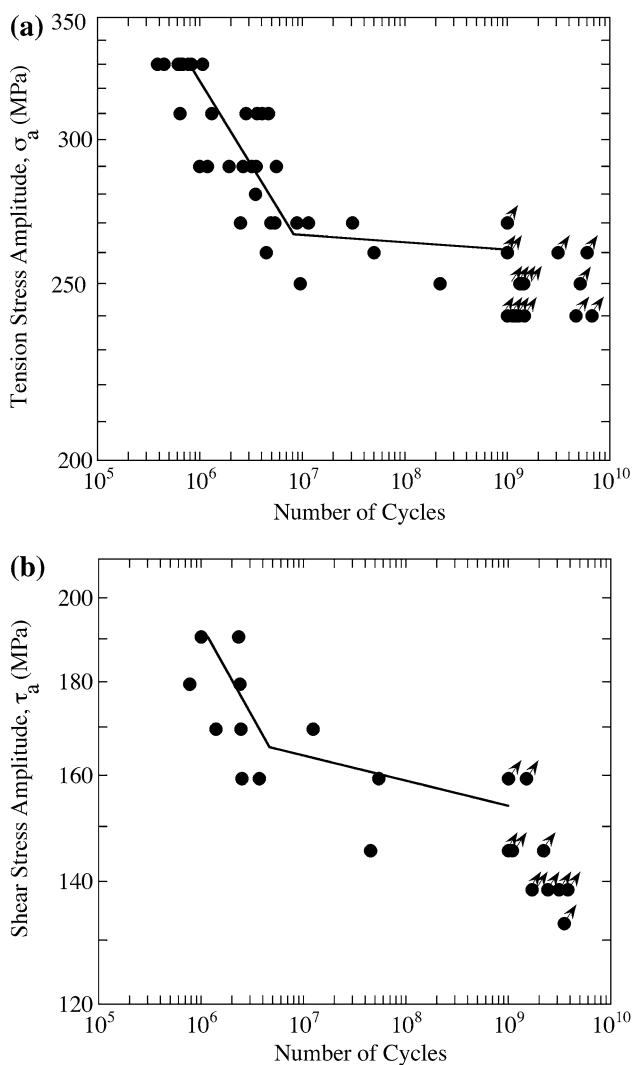 (a)
350
300
250
200
Tension Stress Amplitude, σa (MPa)
10^5 10^6 10^7 10^8 10^9 10^10
Number of Cycles
(b)
200
180
160
140
120
Shear Stress Amplitude, τa (MPa)
10^5 10^6 10^7 10^8 10^9 10^10
Number of Cycles